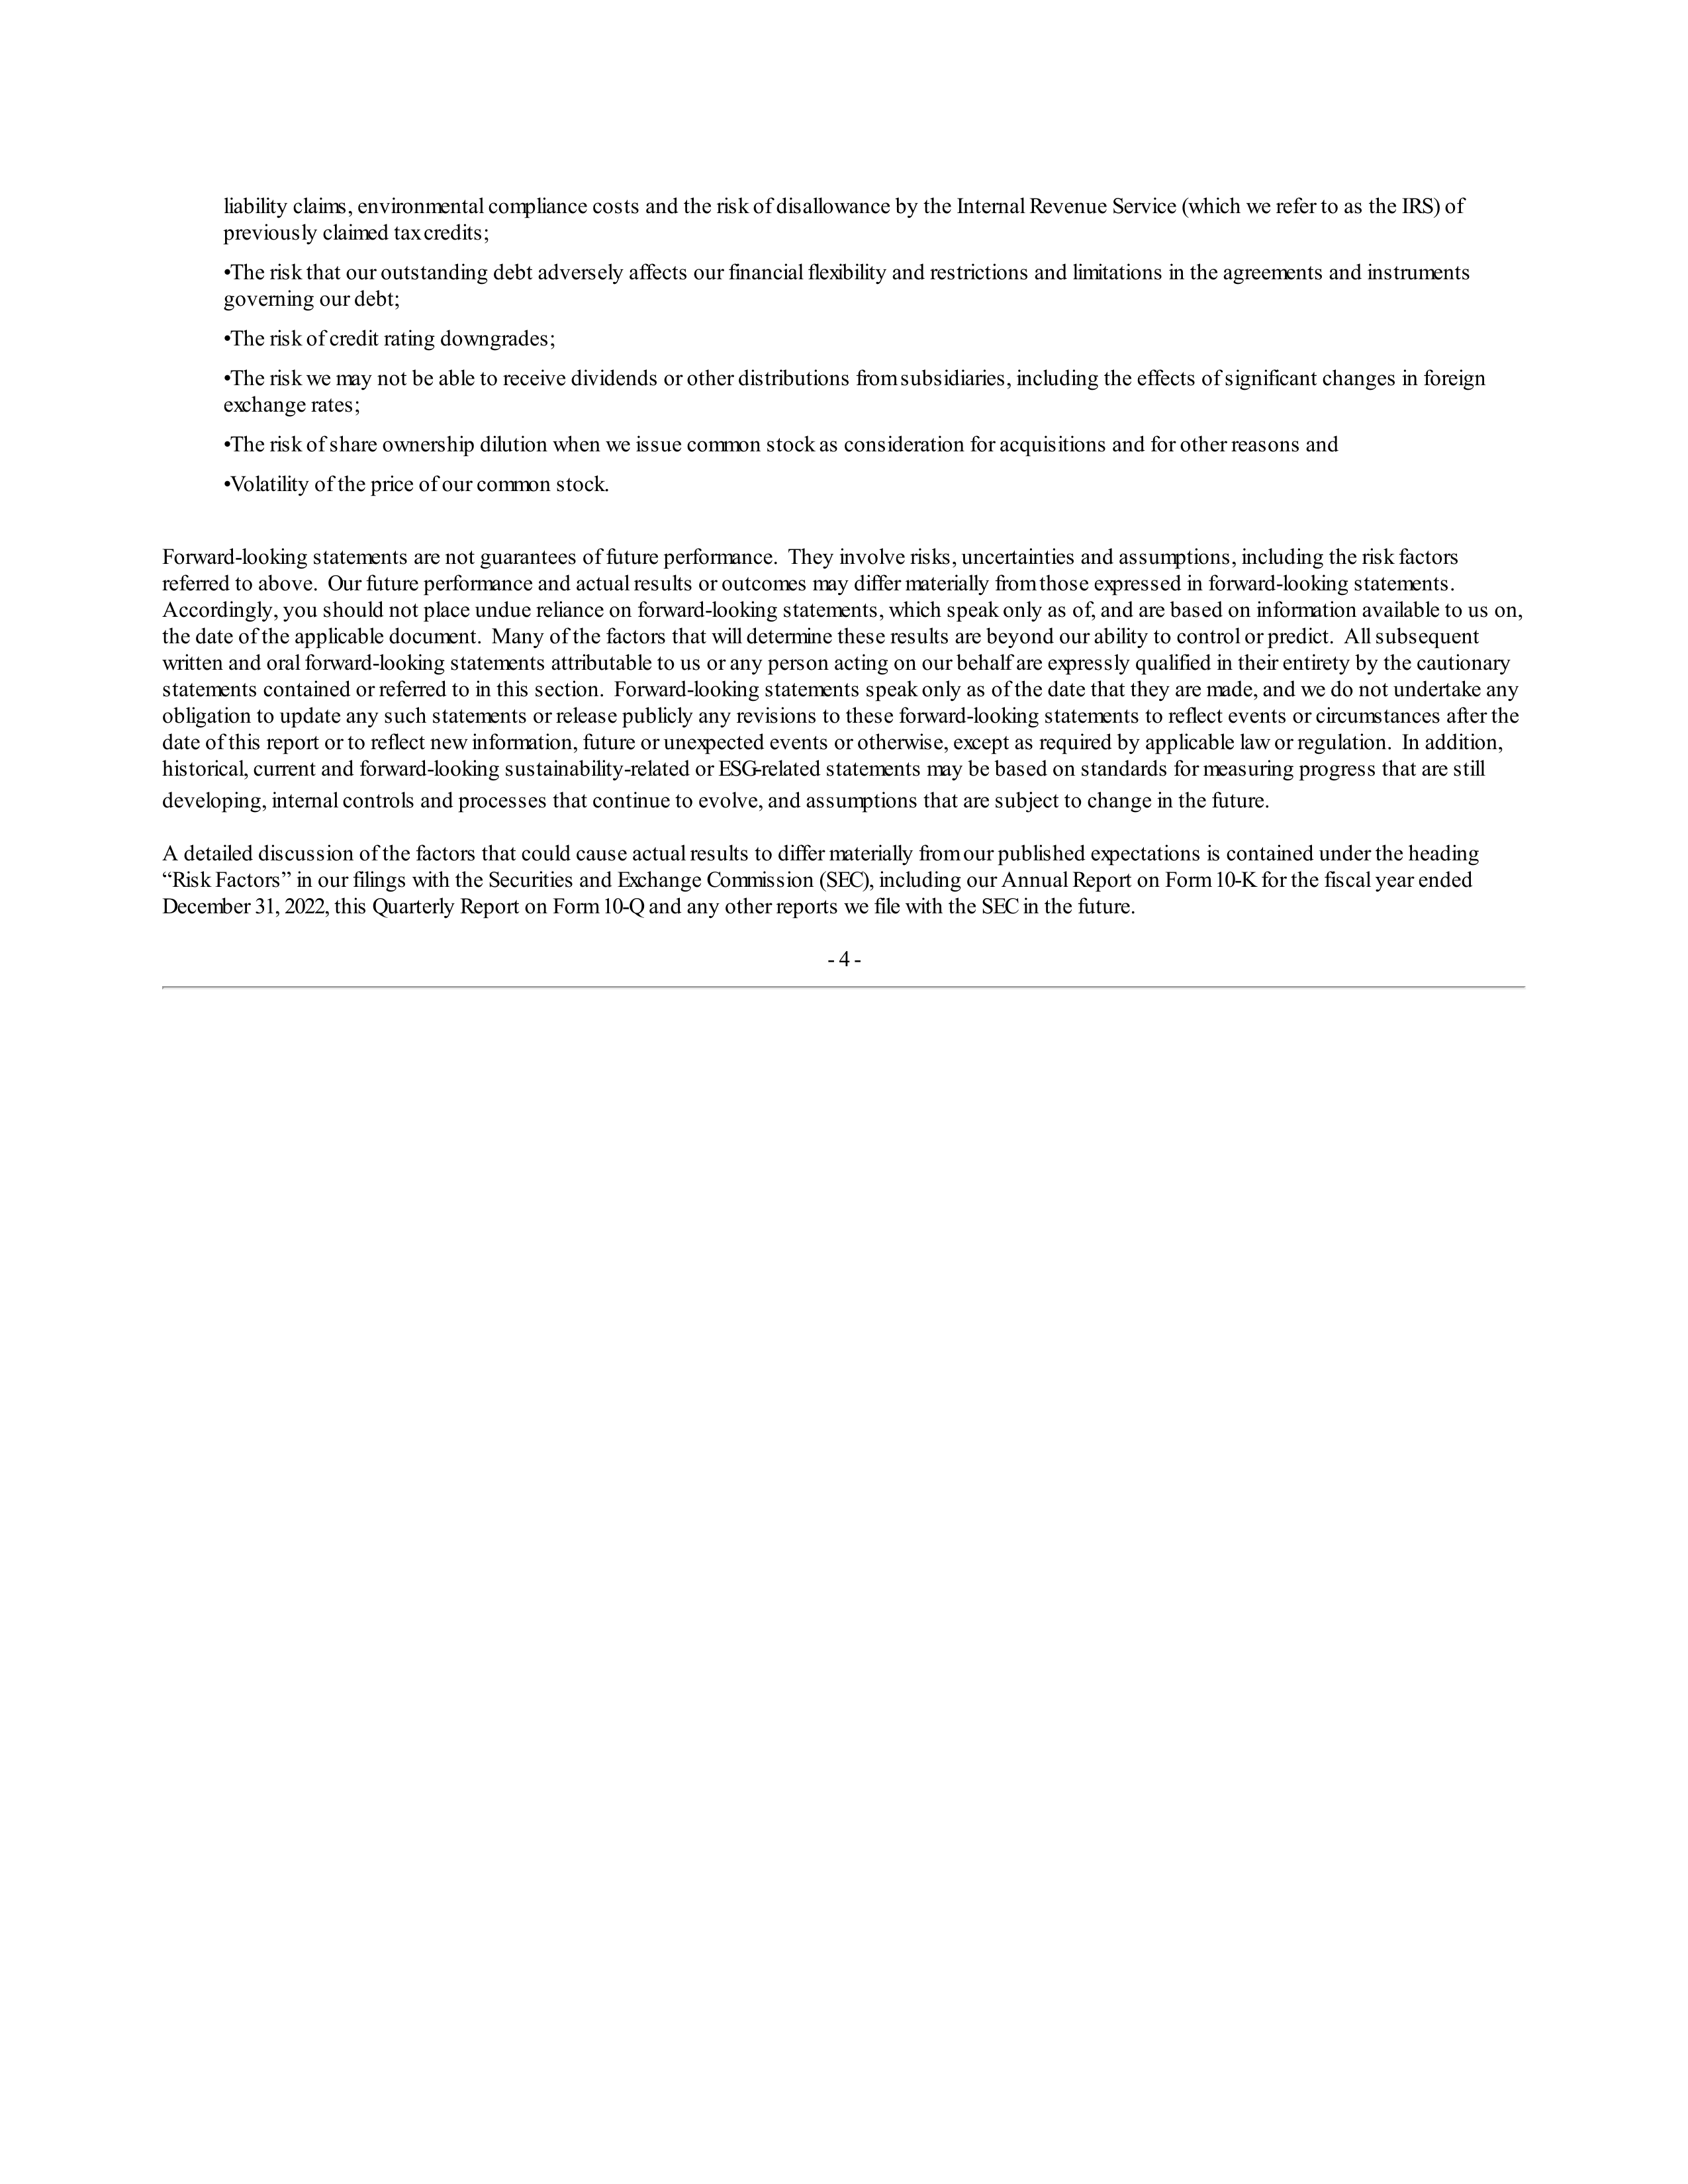 liability claims, environmental compliance costs and the risk of disallowance by the Internal Revenue Service (which we refer to as the IRS) of
previously claimed tax credits;
•The risk that our outstanding debt adversely affects our financial flexibility and restrictions and limitations in the agreements and instruments
governing our debt;
•The risk of credit rating downgrades;
•The risk we may not be able to receive dividends or other distributions from subsidiaries, including the effects of significant changes in foreign
exchange rates;
•The risk of share ownership dilution when we issue common stock as consideration for acquisitions and for other reasons and
•Volatility of the price of our common stock.
Forward-looking statements are not guarantees of future performance.  They involve risks, uncertainties and assumptions, including the risk factors
referred to above.  Our future performance and actual results or outcomes may differ materially from those expressed in forward-looking statements.
Accordingly, you should not place undue reliance on forward-looking statements, which speak only as of, and are based on information available to us on,
the date of the applicable document.  Many of the factors that will determine these results are beyond our ability to control or predict.  All subsequent
written and oral forward-looking statements attributable to us or any person acting on our behalf are expressly qualified in their entirety by the cautionary
statements contained or referred to in this section.  Forward-looking statements speak only as of the date that they are made, and we do not undertake any
obligation to update any such statements or release publicly any revisions to these forward-looking statements to reflect events or circumstances after the
date of this report or to reflect new information, future or unexpected events or otherwise, except as required by applicable law or regulation.  In addition,
historical, current and forward-looking sustainability-related or ESG-related statements may be based on standards for measuring progress that are still
developing, internal controls and processes that continue to evolve, and assumptions that are subject to change in the future.
A detailed discussion of the factors that could cause actual results to differ materially from our published expectations is contained under the heading
“Risk Factors” in our filings with the Securities and Exchange Commission (SEC), including our Annual Report on Form 10-K for the fiscal year ended
December 31, 2022, this Quarterly Report on Form 10-Q and any other reports we file with the SEC in the future.
- 4 -